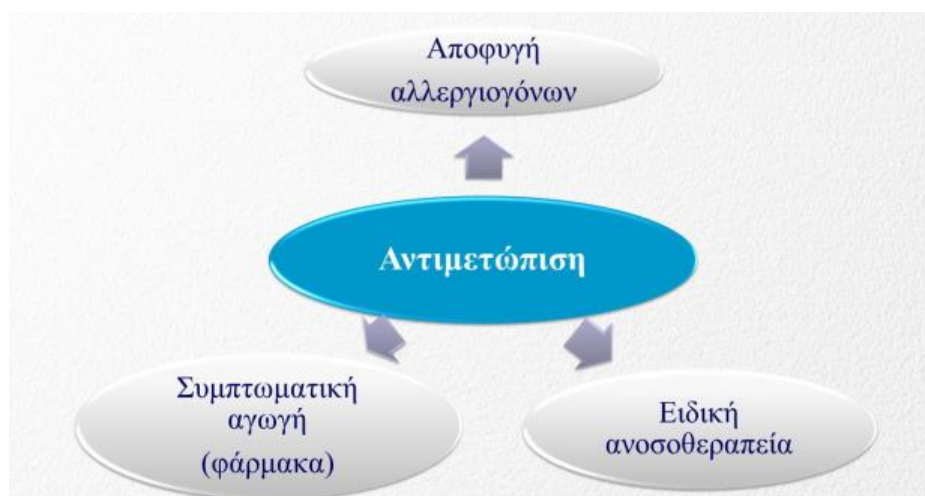 Αποφυγή
αλλεργιογόνων
Αντιμετώπιση
Συμπτωματική
αγωγή
(φάρμακα)
Ειδική
ανοσοθεραπεία